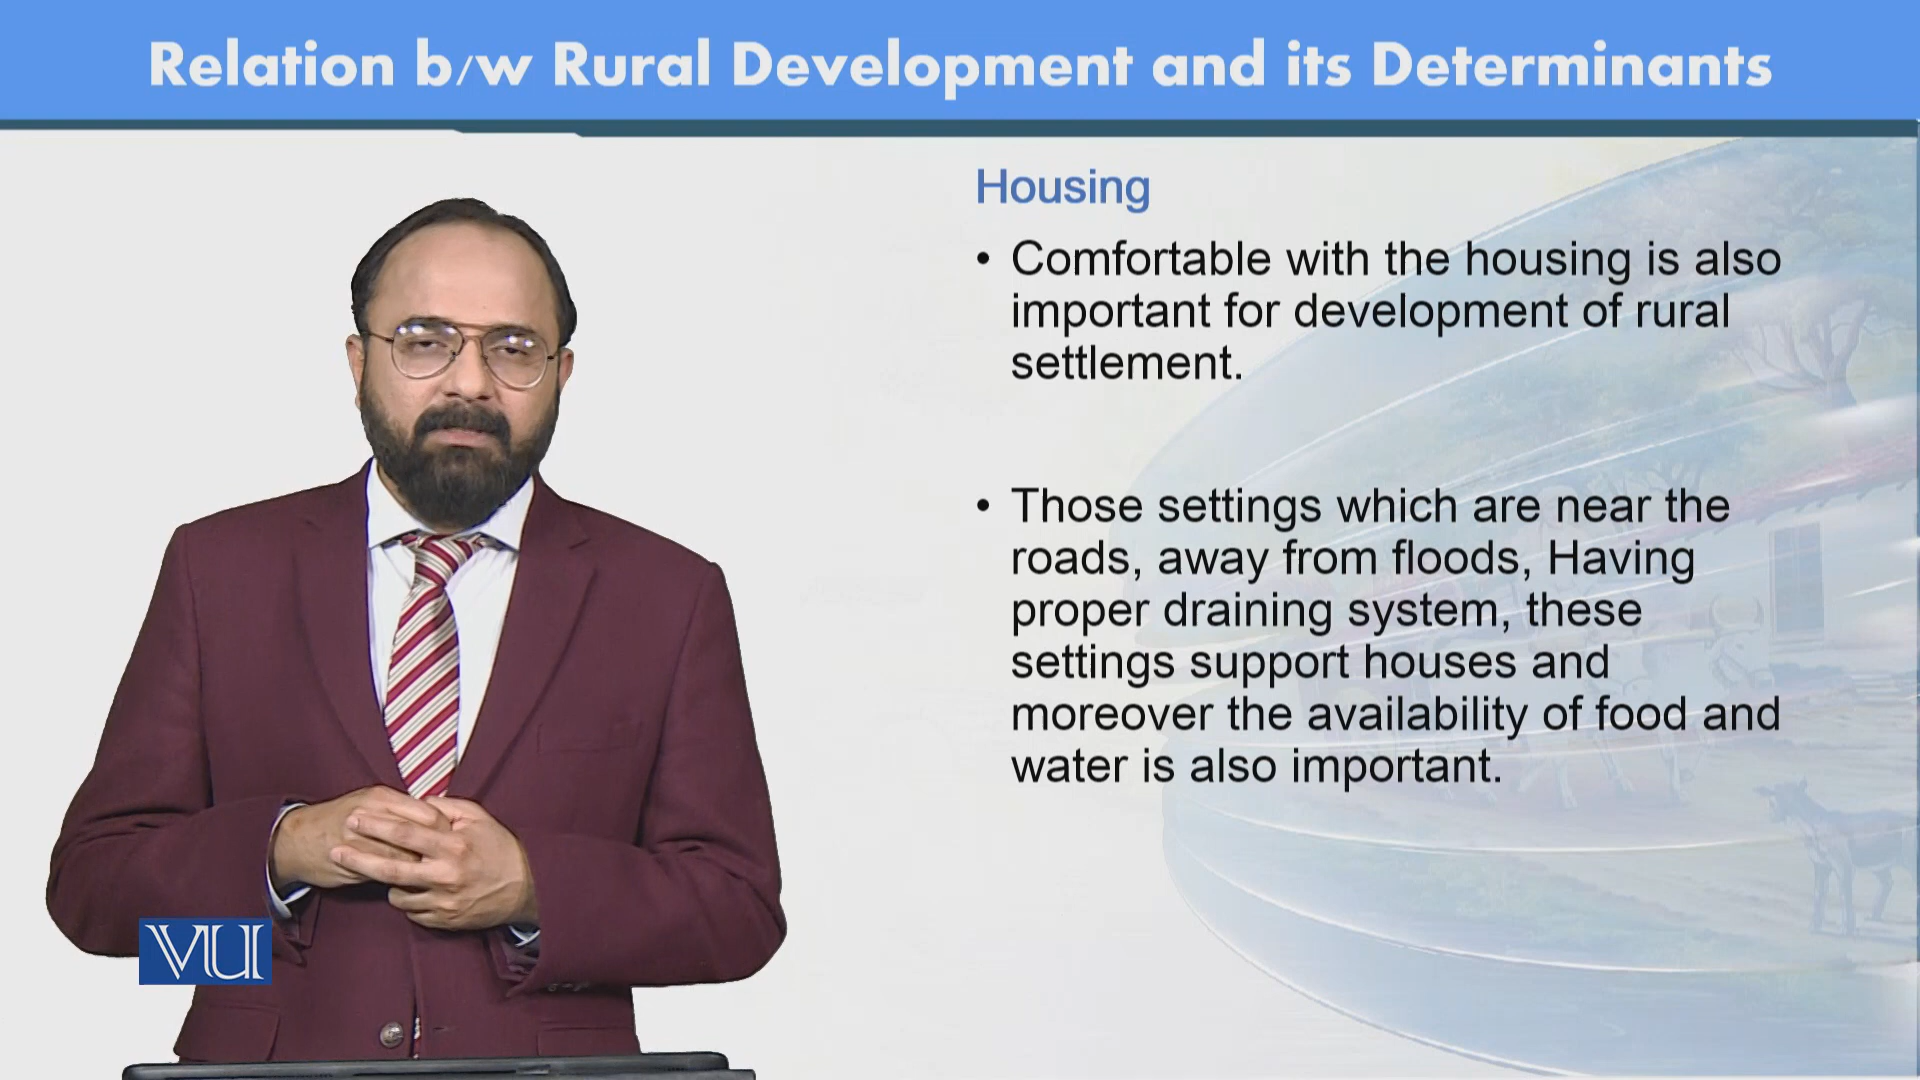 Relation b/w Rural Development and its Determinants
Housing
• Comfortable with the housing is also
important for development of rural
settlement.
• Those settings which are near the
roads, away from floods, Having
proper draining system, these
settings support houses and
moreover the availability of food and
water is also important.
VU